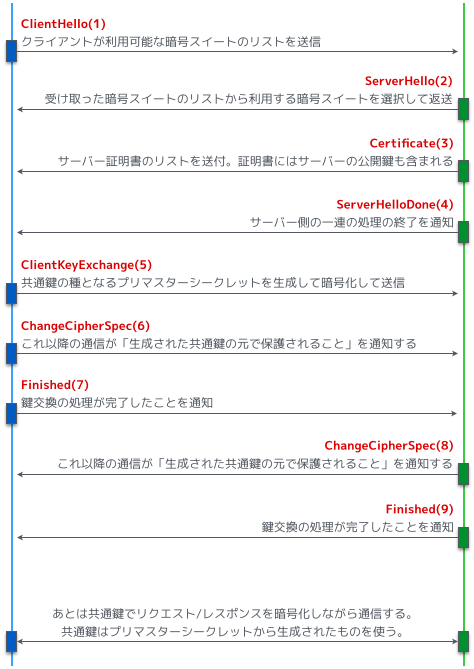 ClientHello(1)
クライアントが利用可能な暗号スイートのリストを送信
ServerHello(2)
受け取った暗号スイートのリストから利用する暗号スイートを選択して返送
Certificate(3)
サーバー証明書のリストを送付。証明書にはサーバーの公開鍵も含まれる
ServerHelloDone(4)
サーバー側の一連の処理の終了を通知
ClientKeyExchange(5)
共通鍵の種となるプリマスターシークレットを生成して暗号化して送信
ChangeCipherSpec(6)
これ以降の通信が「生成された共通鍵の元で保護されること」を通知する
Finished(7)
鍵交換の処理が完了したことを通知
ChangeCipherSpec(8)
これ以降の通信が「生成された共通鍵の元で保護されること」を通知する
Finished(9)
鍵交換の処理が完了したことを通知
あとは共通鍵でリクエスト/レスポンスを暗号化しながら通信する。
共通鍵はプリマスターシークレットから生成されたものを使う。